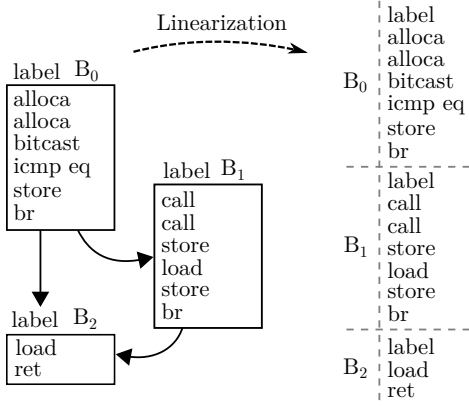 Linearization
label B0
alloca
alloca
bitcast
icmp eq
store
br
label B1
call
call
store
load
store
br
label B2
load
ret
B0
label
alloca
alloca
bitcast
icmp eq
store
br
B1
label
call
call
store
load
store
br
B2
label
load
ret